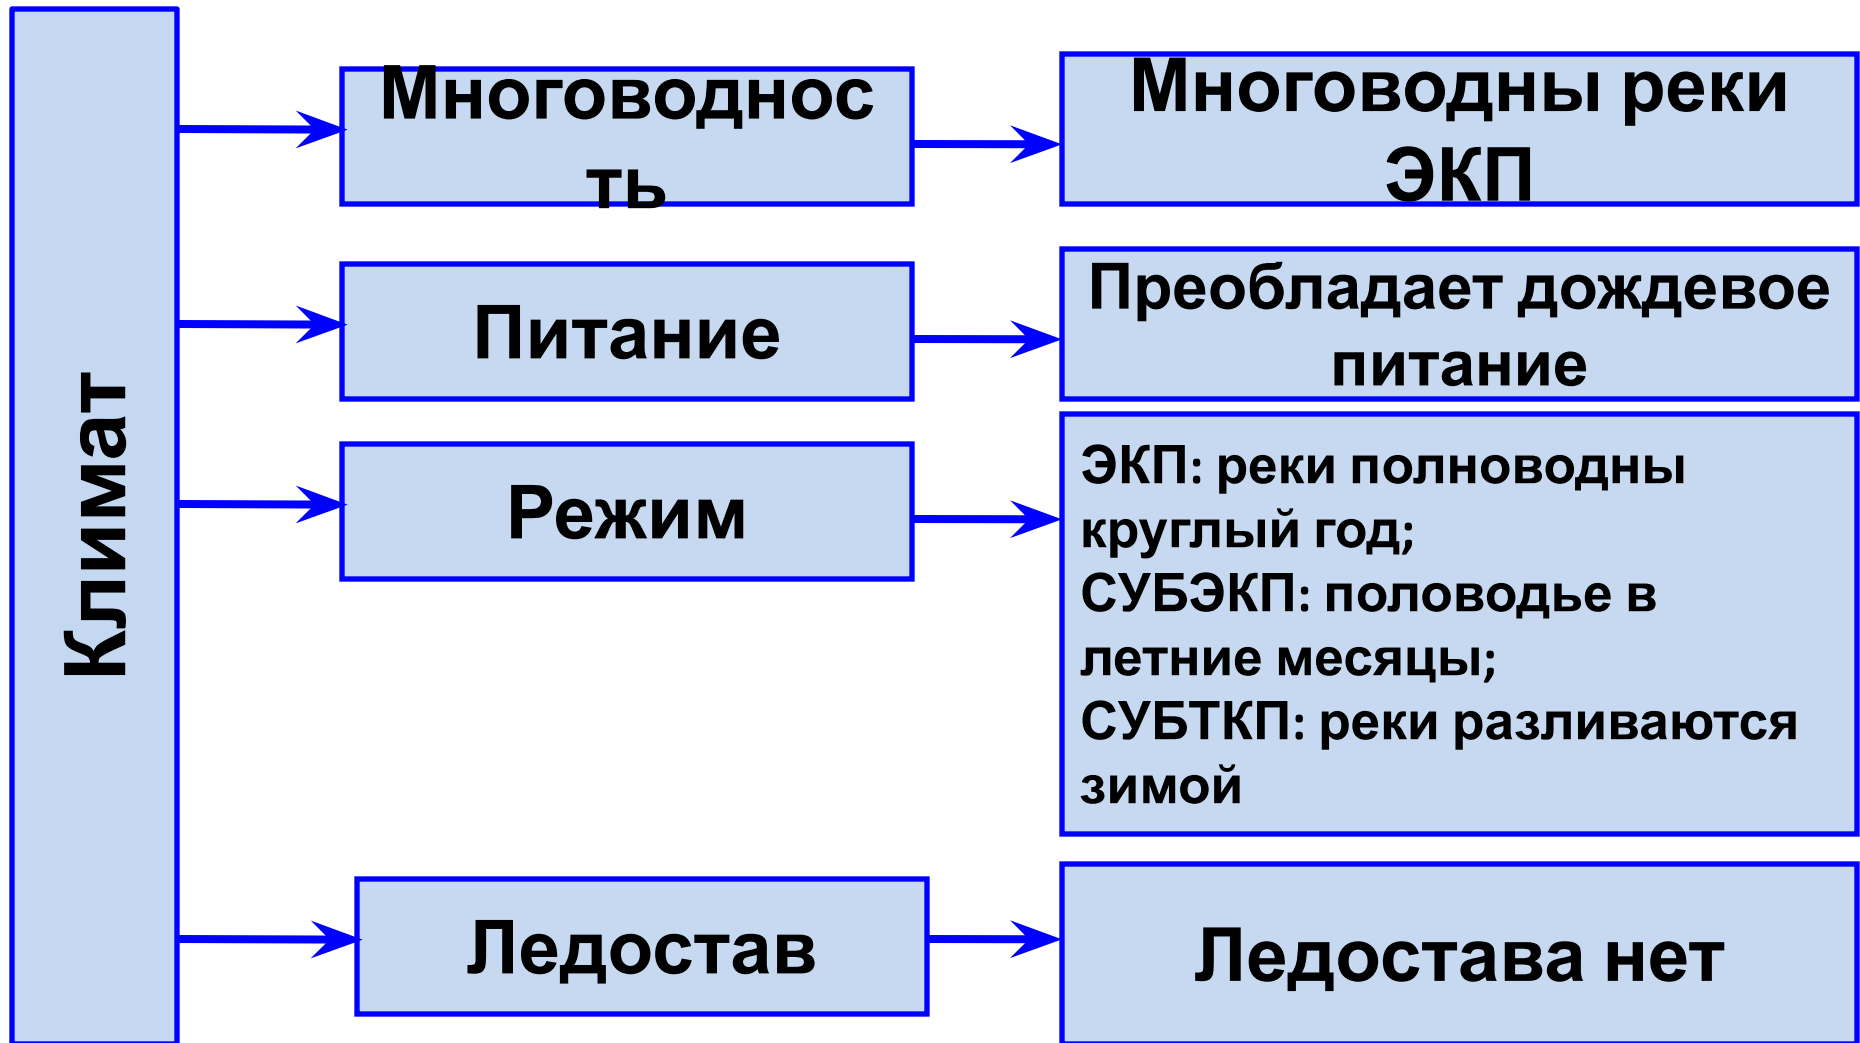 Климат
Многоводнос
ть
Многоводны реки
ЭКП
Питание
Преобладает дождевое
питание
Режим
ЭКП: реки полноводны
круглый год;
СУБЭКП: половодье в
летние месяцы;
СУБТКП: реки разливаются
зимой
Ледостав
Ледостава нет